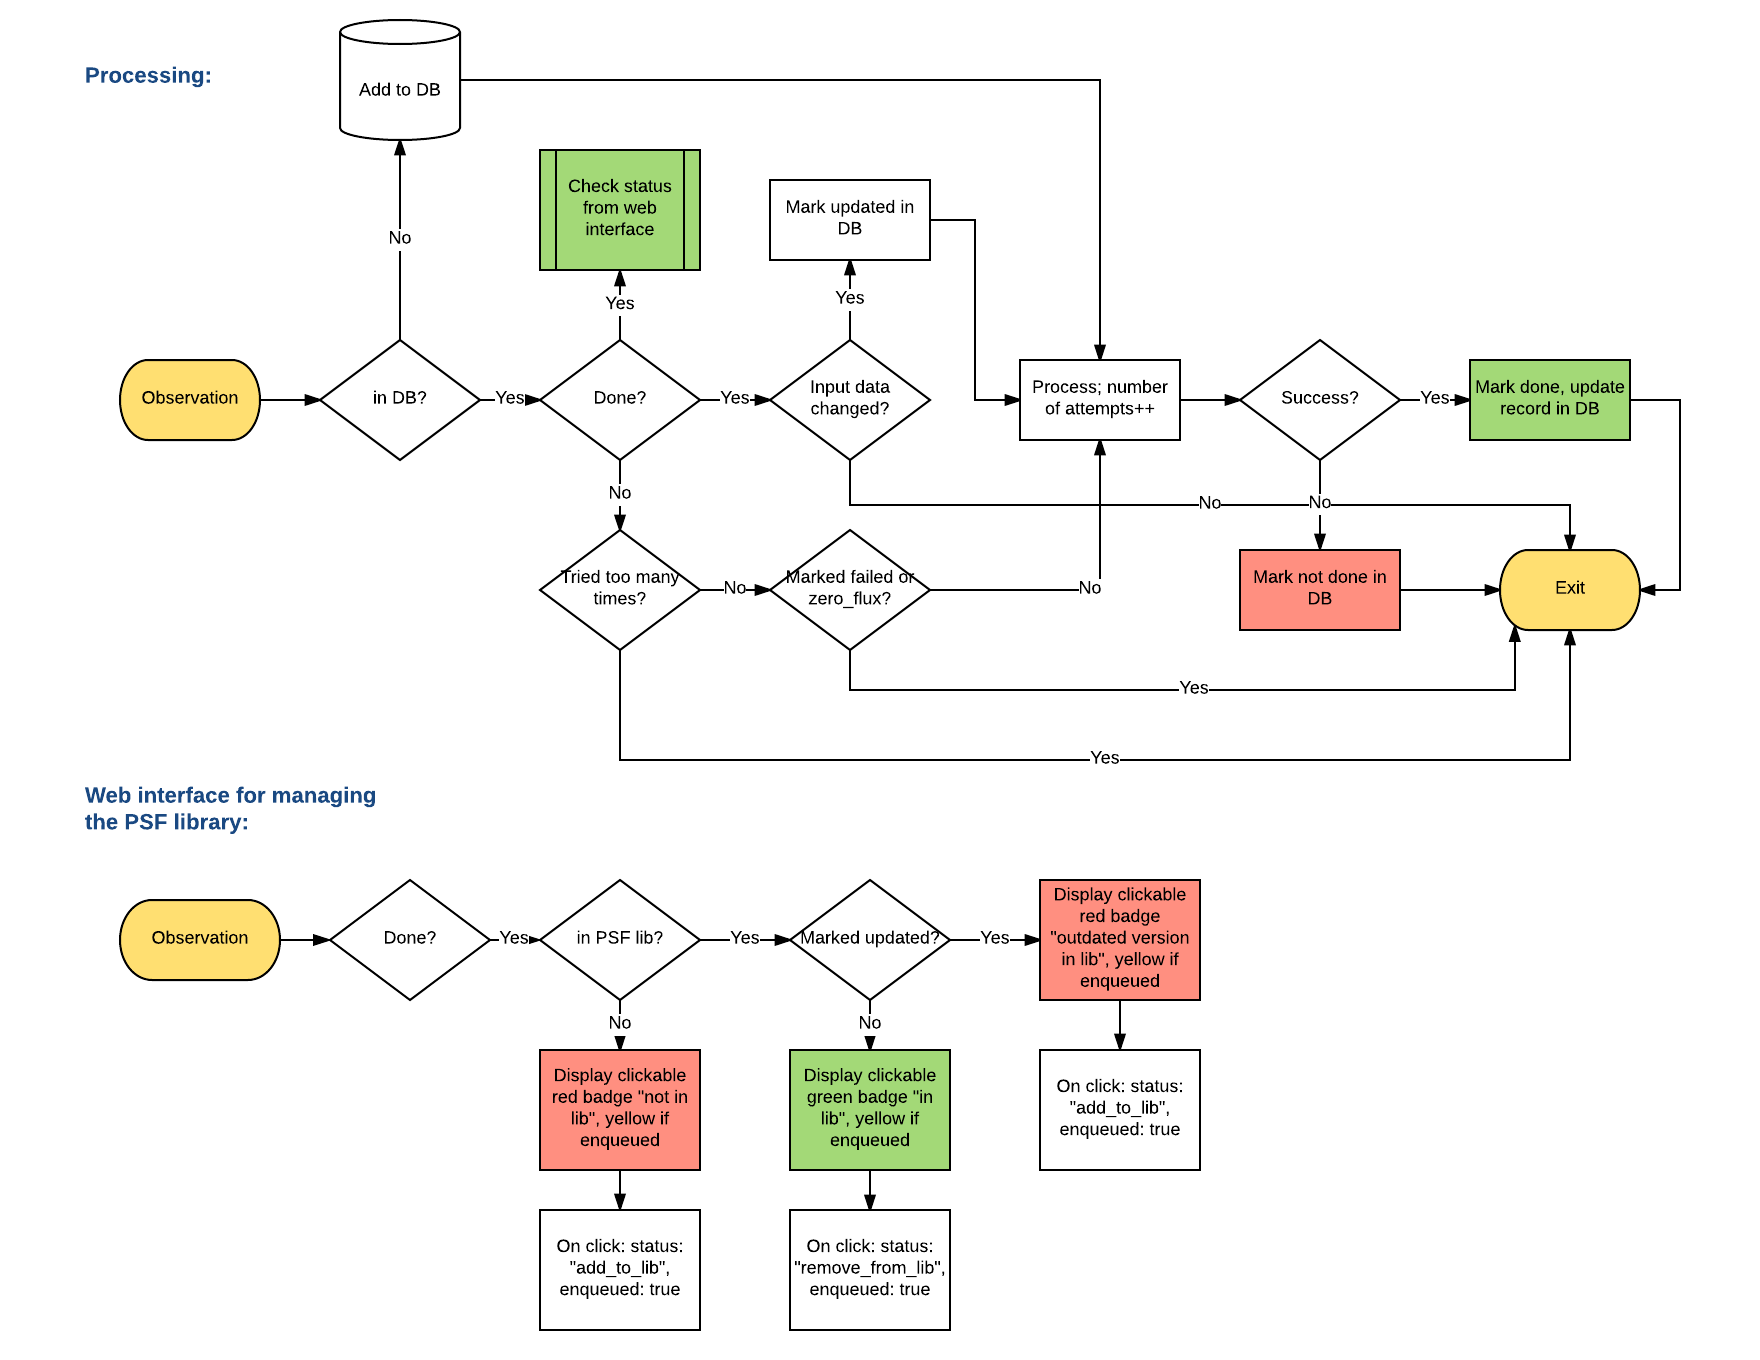 Processing:
Add to DB
No
Check status
from web
interface
Mark updated in
DB
Yes
Yes
Observation
in DB?
Yes
Done?
Yes
Input data
changed?
Process; number
of attempts++
Success?
Yes
Mark done, update
record in DB
No
No
No
Tried too many
times?
No
Marked failed or
zero_flux?
No
Mark not done in
DB
Exit
Yes
Yes
Web interface for managing
the PSF library:
Observation
Done?
Yes
in PSF lib?
Yes
Marked updated?
Yes
Display clickable
red badge
"outdated version
in lib", yellow if
enqueued
No
No
Display clickable
red badge "not in
lib", yellow if
enqueued
Display clickable
green badge "in
lib", yellow if
enqueued
On click: status:
"add_to_lib",
enqueued: true
On click: status:
"add_to_lib",
enqueued: true
On click: status:
"remove_from_lib",
enqueued: true